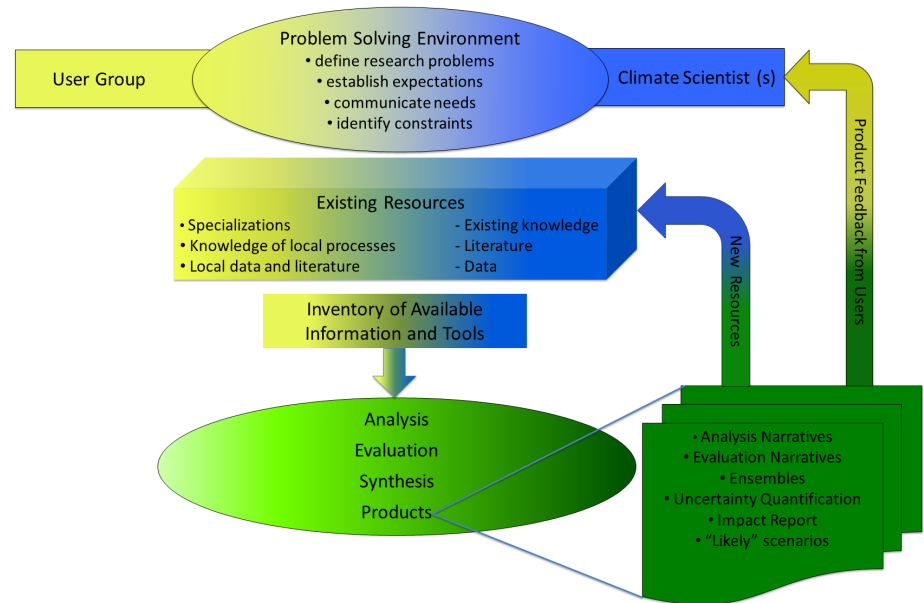 Problem Solving Environment
• define research problems
• establish expectations
• communicate needs
• identify constraints
User Group
Climate Scientist (s)
Existing Resources
• Specializations
• Knowledge of local processes
• Local data and literature
- Existing knowledge
- Literature
- Data
Inventory of Available
Information and Tools
Analysis
Evaluation
Synthesis
Products
New Resources
Product Feedback from Users
• Analysis Narratives
• Evaluation Narratives
• Ensembles
• Uncertainty Quantification
• Impact Report
• “Likely” scenarios